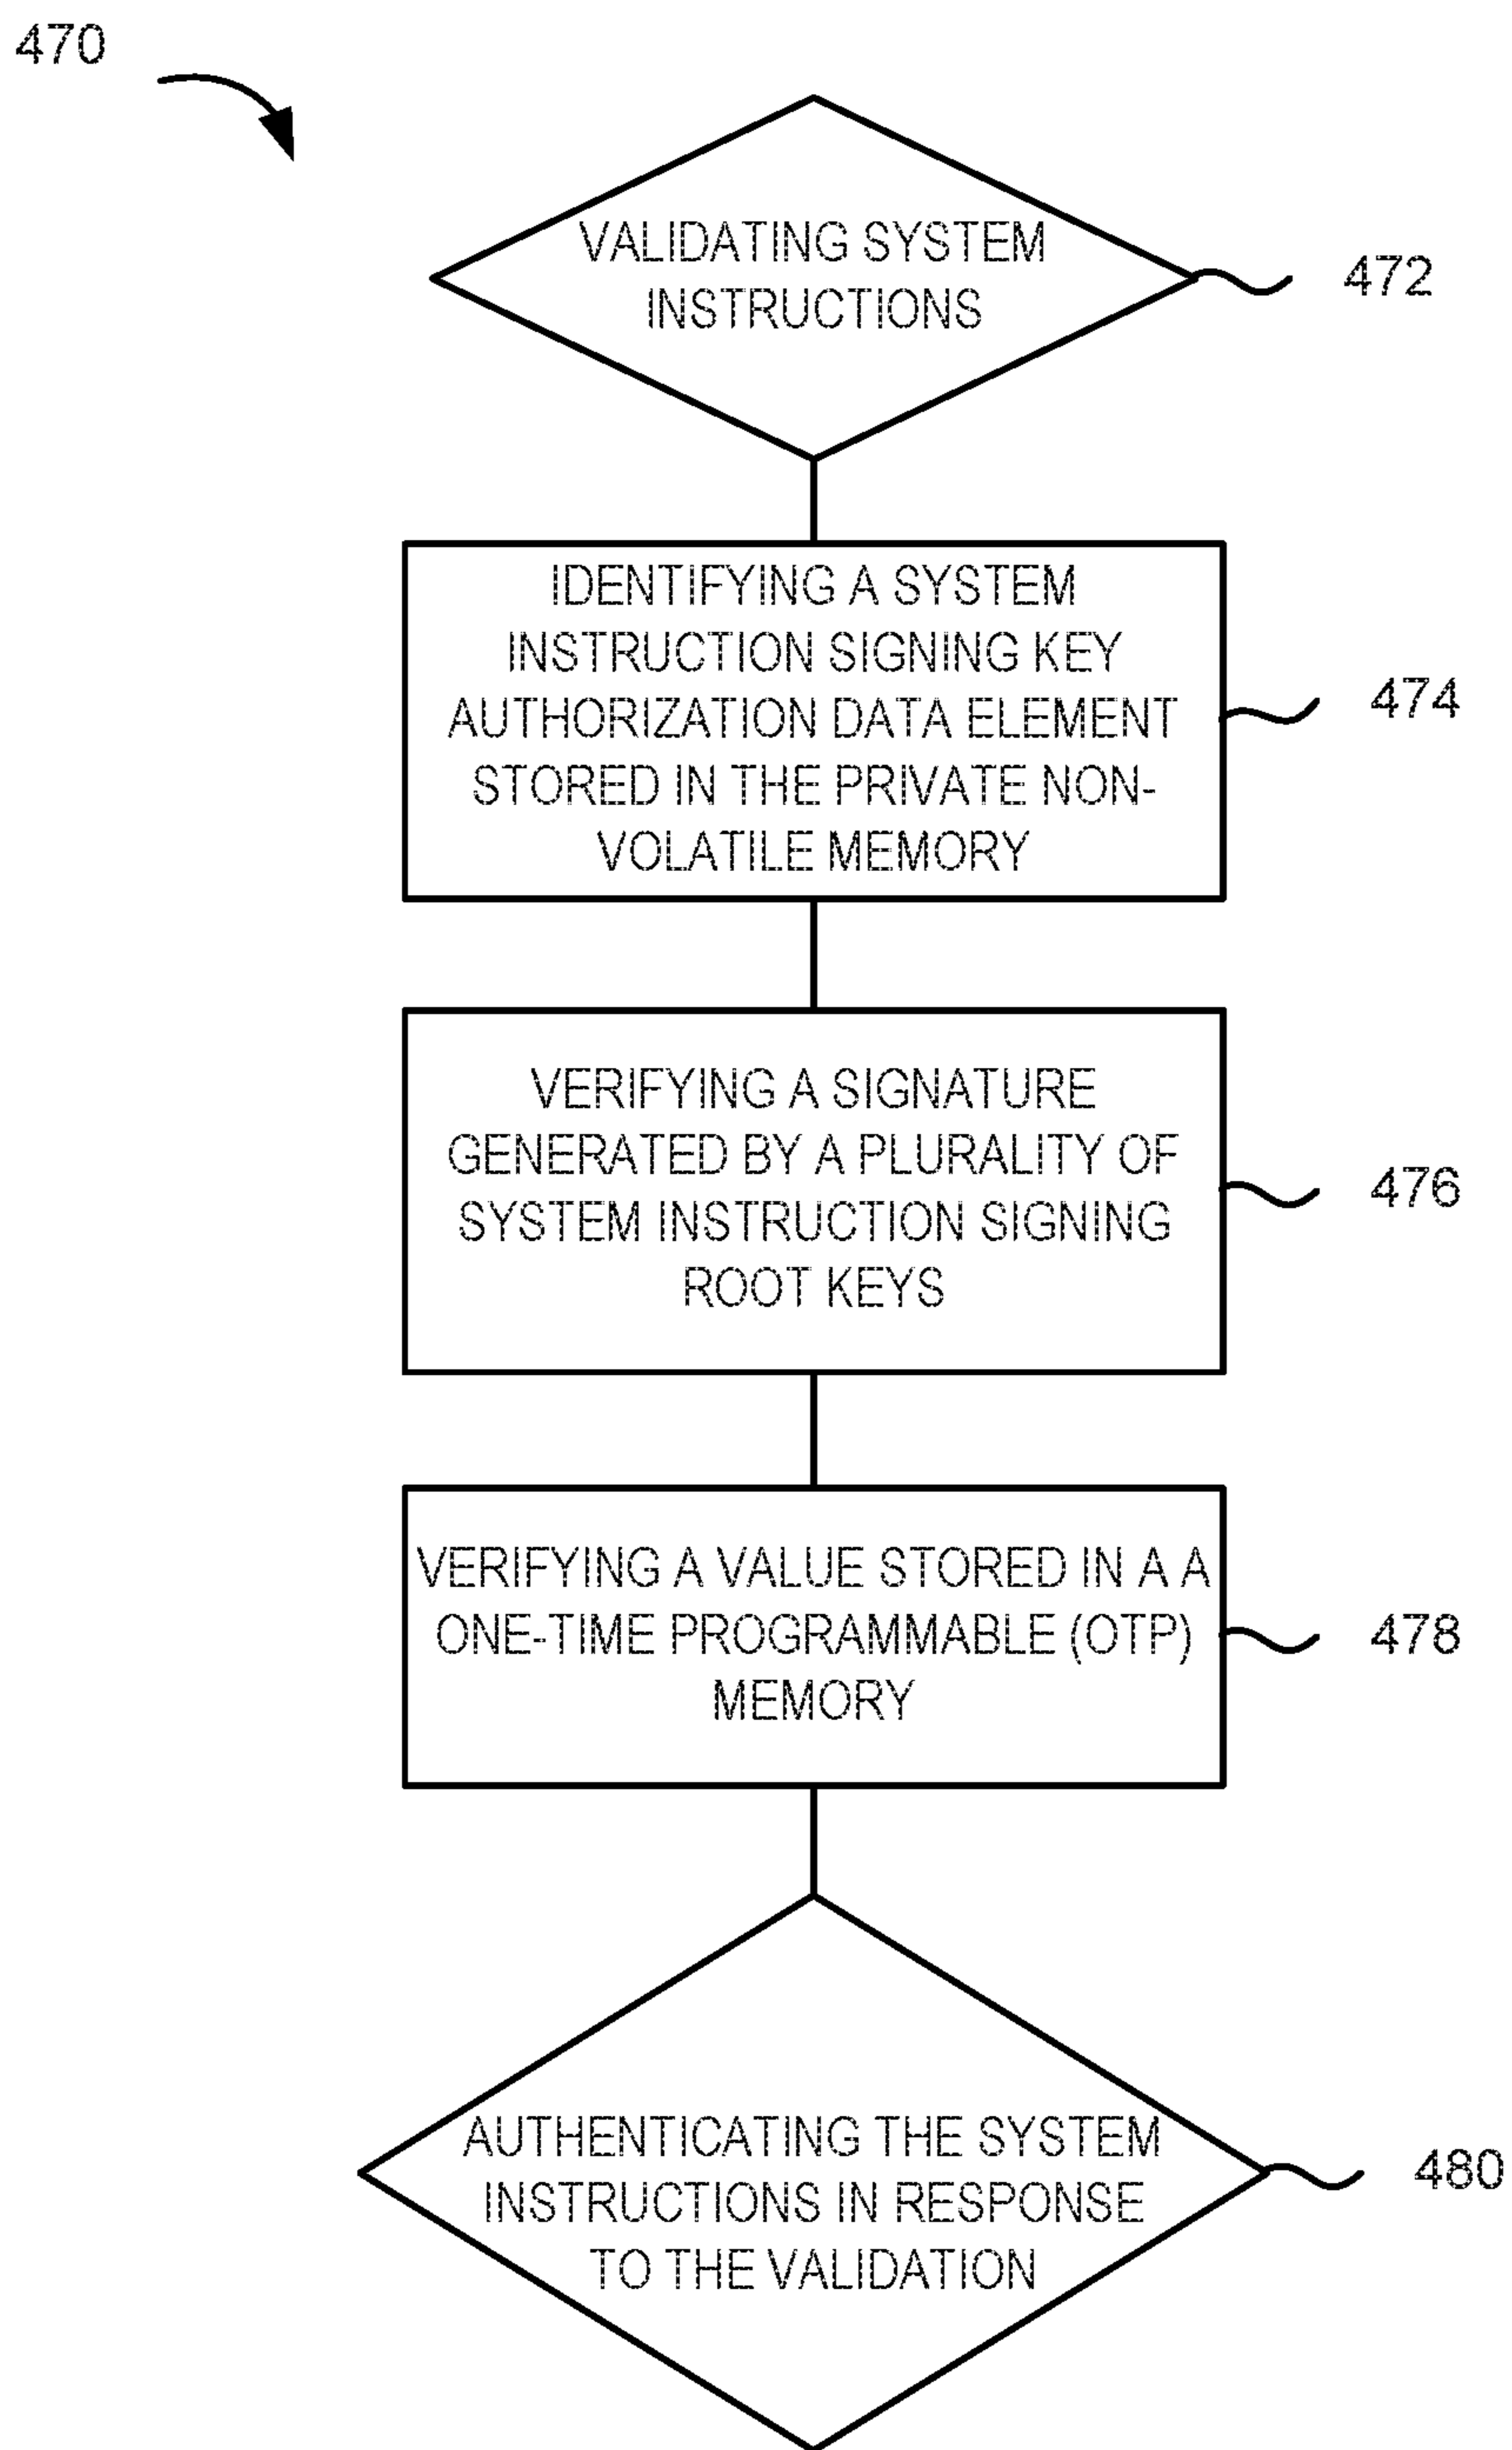 470
VALIDATING SYSTEM
INSTRUCTIONS
472
IDENTIFYING A SYSTEM
INSTRUCTION SIGNING KEY
AUTHORIZATION DATA ELEMENT
STORED IN THE PRIVATE NON-
VOLATILE MEMORY
474
VERIFYING A SIGNATURE
GENERATED BY A PLURALITY OF
SYSTEM INSTRUCTION SIGNING
ROOT KEYS
476
VERIFYING A VALUE STORED IN A A
ONE-TIME PROGRAMMABLE (OTP)
MEMORY
478
AUTHENTICATING THE SYSTEM
INSTRUCTIONS IN RESPONSE
TO THE VALIDATION
480